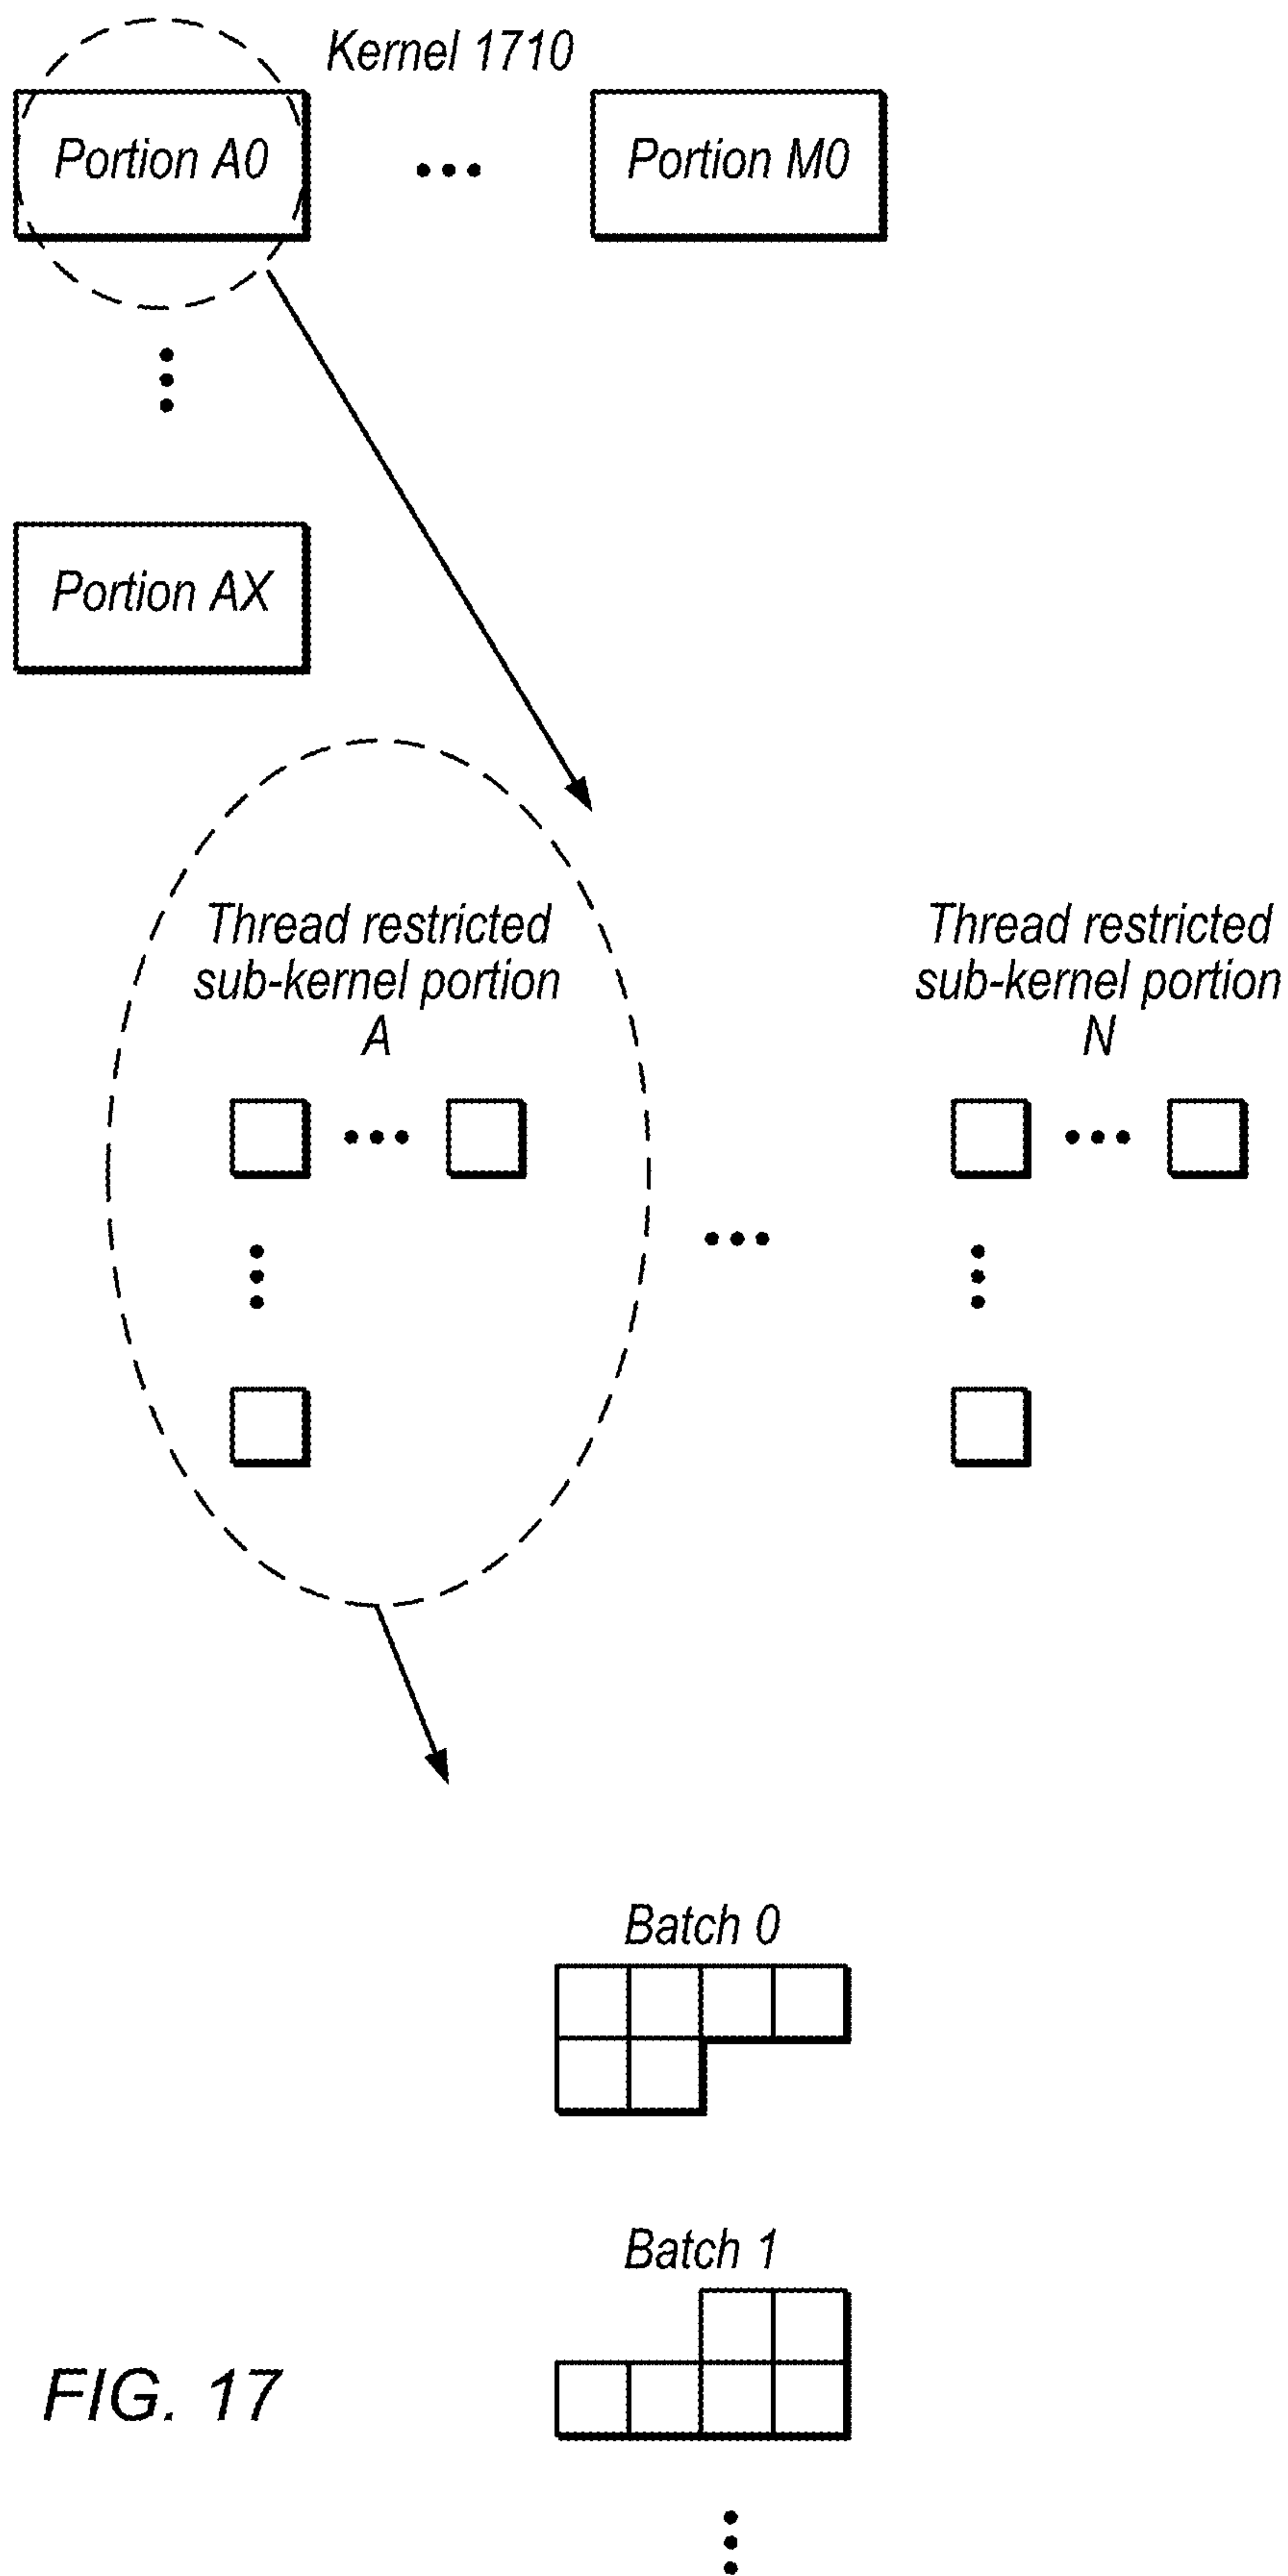 Kernel 1710
Portion A0
Portion M0
Portion AX
Thread restricted
sub-kernel portion
A
Thread restricted
sub-kernel portion
N
Batch 0
Batch 1
FIG. 17